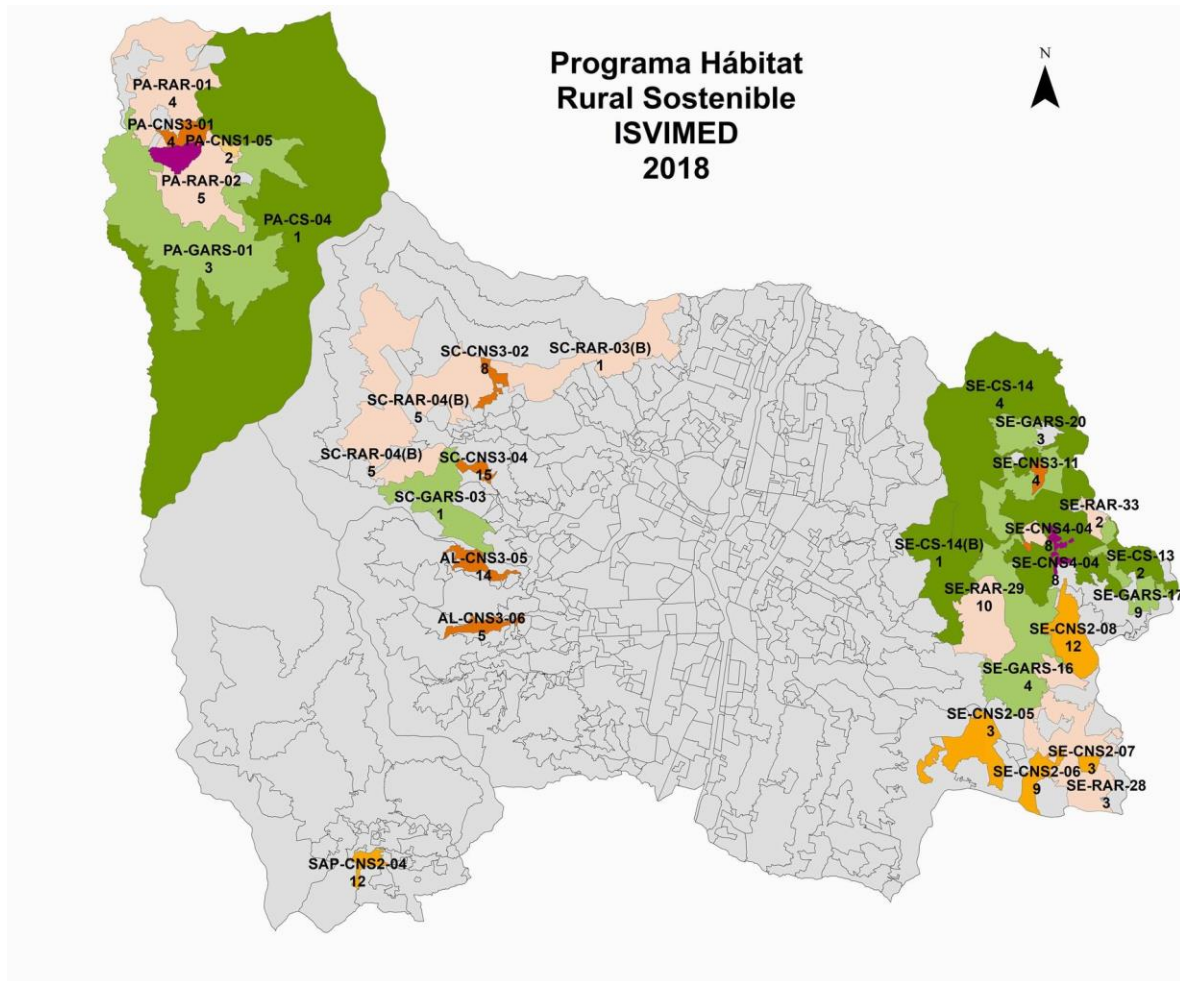 Programa Hábitat
Rural Sostenible
ISVIMED
2018
N
PA-RAR-01
4
PA-CNS3-01
4
PA-CNS1-05
2
PA-RAR-02
5
PA-CS-04
1
PA-GARS-01
3
SC-CNS3-02
8
SC-RAR-03(B)
1
SC-RAR-04(B)
5
SC-RAR-04(B)
5
SC-CNS3-04
15
SC-GARS-03
1
AL-CNS3-05
14
AL-CNS3-06
5
SAP-CNS2-04
12
SE-CS-14
4
SE-GARS-20
3
SE-CNS3-11
4
SE-RAR-33
2
SE-CNS4-04
8
SE-CS-14(B)
1
SE-CNS4-04
8
SE-CS-13
2
SE-RAR-29
10
SE-GARS-17
9
SE-CNS2-08
12
SE-GARS-16
4
SE-CNS2-05
3
SE-CNS2-07
3
SE-CNS2-06
9
SE-RAR-28
3